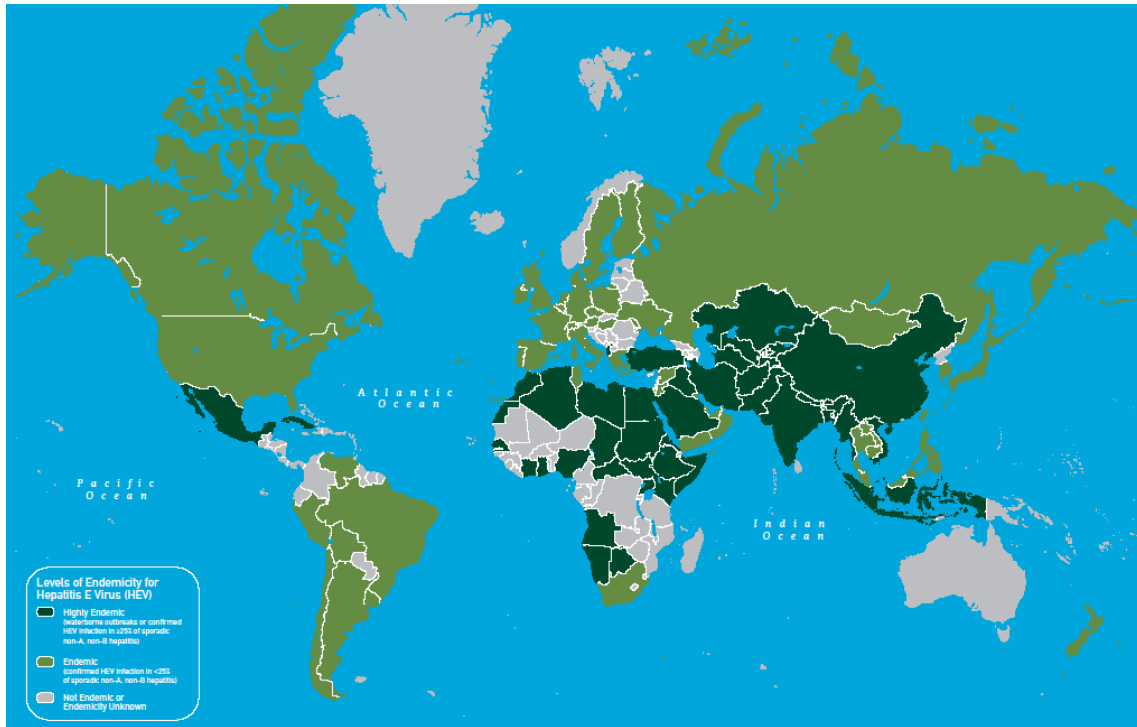 Atlantic
Ocean
Pacific
Ocean
Indian
Ocean
Levels of Endemicity for
Hepatitis E Virus (HEV)
Highly Endemic
(waterborne outbreaks or confirmed
HEV infection in ≥25% of sporadic
non-A, non-B hepatitis)
Endemic
(confirmed HEV infection in <25%
of sporadic non-A, non-B hepatitis)
Not Endemic or
Endemicity Unknown